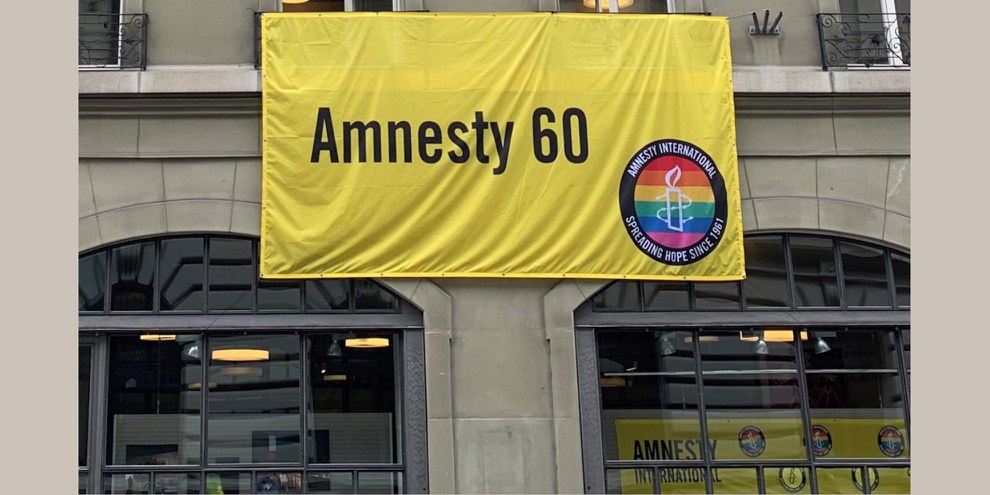 Amnesty 60
AMNESTY INTERNATIONAL
SPREADING HOPE SINCE 1961
AMNESTY
INTERNATIONAL